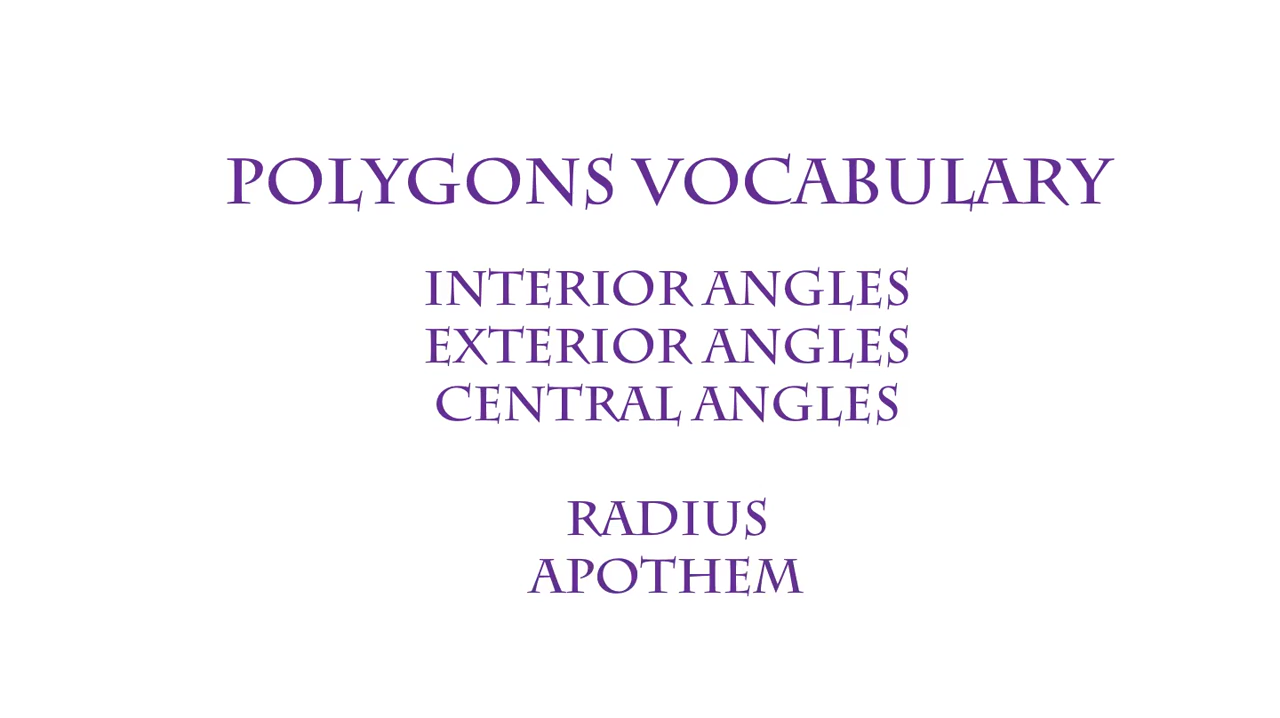 POLYGONS VOCABULARY
INTERIOR ANGLES
EXTERIOR ANGLES
CENTRAL ANGLES
RADIUS
APOTHEM